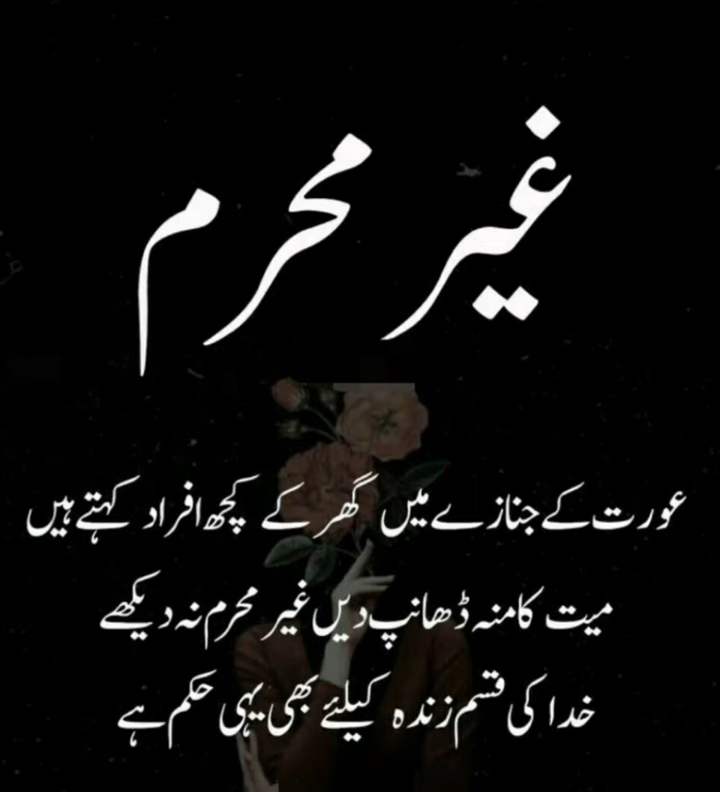 غیر محرم
عورت کے جنازے میں گھر کے کچھ افراد کہتے ہیں
میت کا منہ ڈھانپ دیں غیر محرم نہ دیکھے
خدا کی قسم زندہ کیلئے بھی یہی حکم ہے